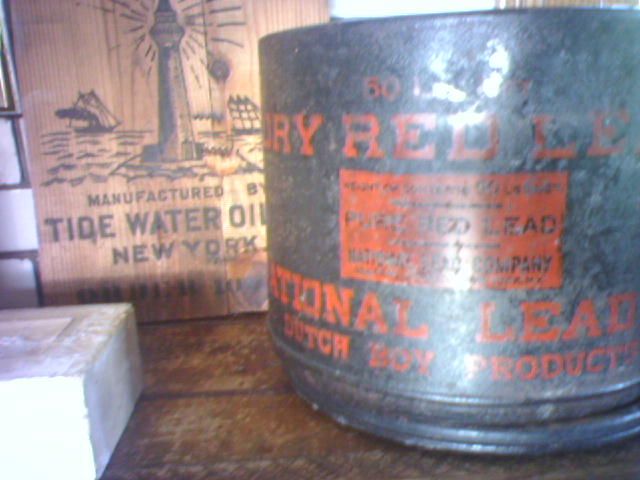 MANUFACTURED BY
TIDE WATER OIL
NEW YORK
50
DRY RED LE
PURE RED LEAD
NATIONAL LEAD COMPANY
ATIONAL LEAD
DUTCH BOY PRODUCTS